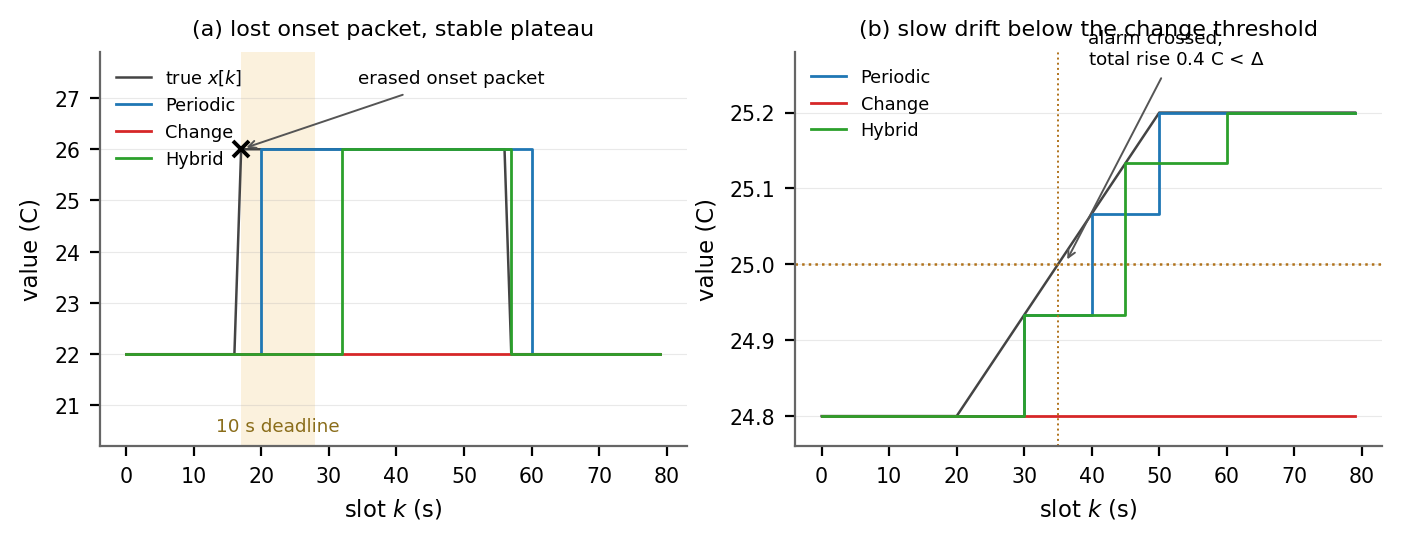 (a) lost onset packet, stable plateau
true x[k]
Periodic
Change
Hybrid
erased onset packet
10 s deadline
27
26
25
24
23
22
21
value (C)
0 10 20 30 40 50 60 70 80
slot k (s)
(b) slow drift below the change threshold
alarm crossed,
total rise 0.4 C < Δ
Periodic
Change
Hybrid
25.2
25.1
25.0
24.9
24.8
value (C)
0 10 20 30 40 50 60 70 80
slot k (s)